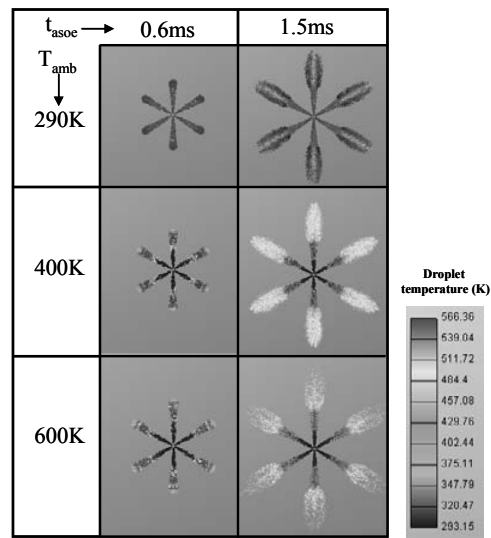 tasoe 0.6ms 1.5ms
Tamb
290K
400K
600K
Droplet
temperature (K)
566.36
539.04
511.72
484.4
457.08
429.76
402.44
375.11
347.79
320.47
293.15